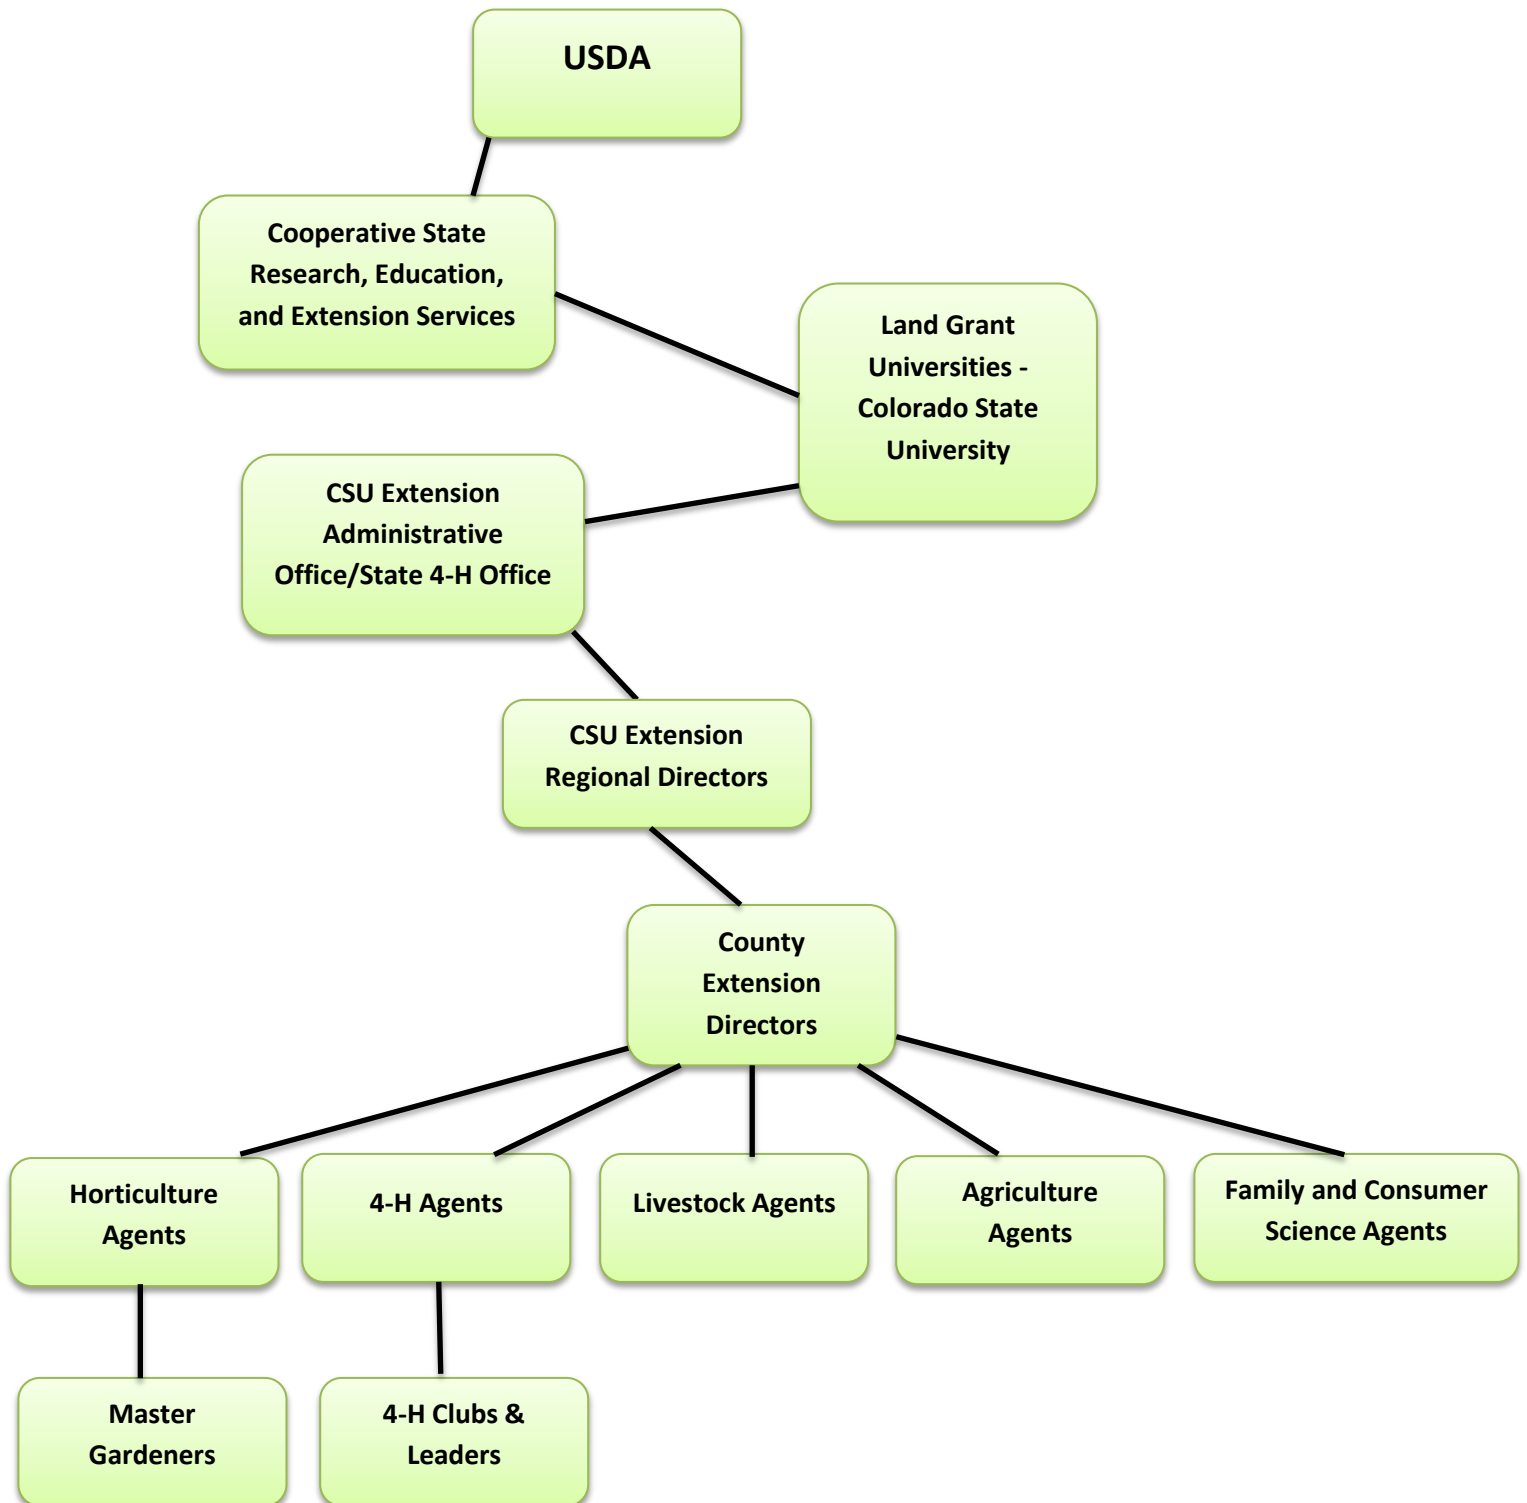 USDA
Cooperative State
Research, Education,
and Extension Services
Land Grant
Universities -
Colorado State
University
CSU Extension
Administrative
Office/State 4-H Office
CSU Extension
Regional Directors
County
Extension
Directors
Horticulture
Agents
4-H Agents
Livestock Agents
Agriculture
Agents
Family and Consumer
Science Agents
Master
Gardeners
4-H Clubs &
Leaders